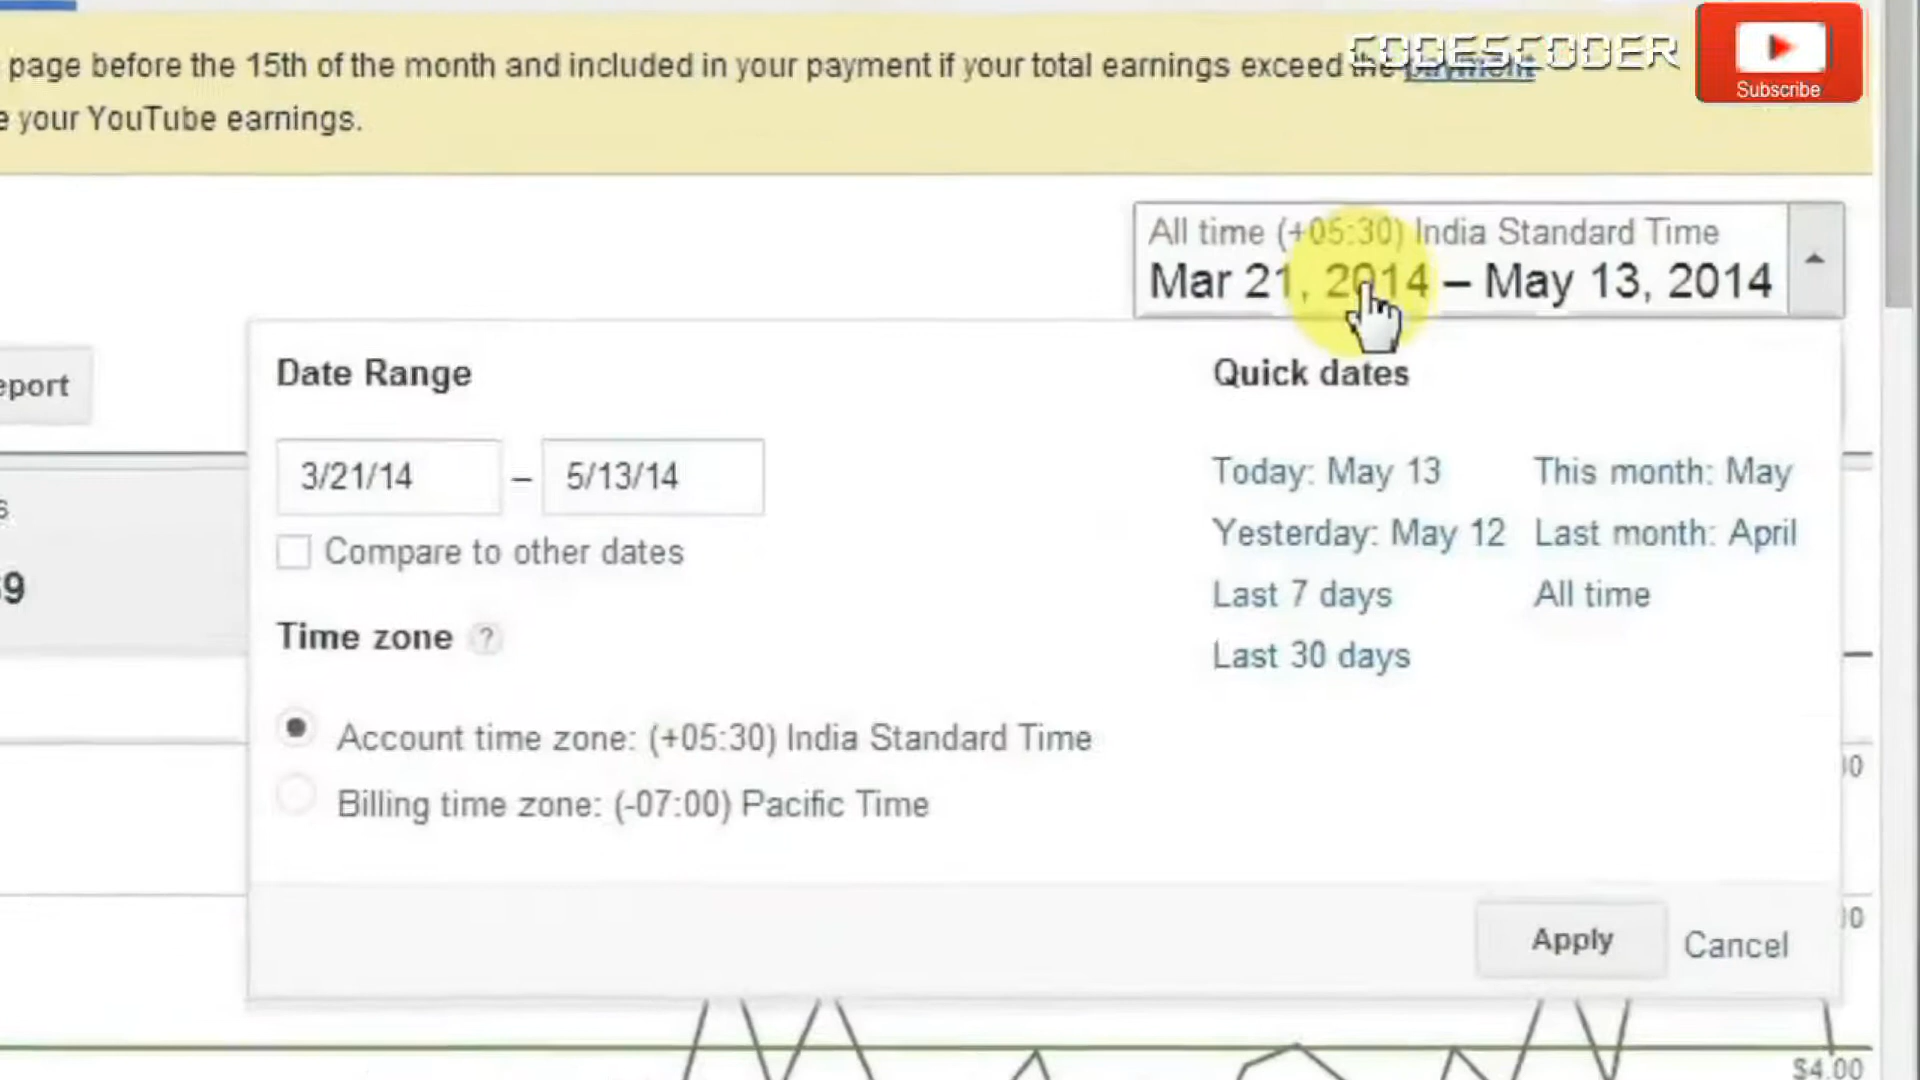 page before the 15th of the month and included in your payment if your total earnings exceed the payment
CODESCODER
Subscribe
your YouTube earnings.
All time (+05:30) India Standard Time
Mar 21, 2014 – May 13, 2014
Date Range
Quick dates
eport
3/21/14 – 5/13/14
Today: May 13
This month: May
Compare to other dates
Yesterday: May 12
Last month: April
Last 7 days
All time
Time zone ?
Last 30 days
Account time zone: (+05:30) India Standard Time
Billing time zone: (-07:00) Pacific Time
Apply
Cancel
$4.00